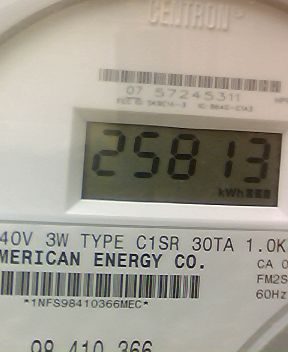 CENTRON®
07 57245311
25813
kWh
40V 3W TYPE C1SR 30TA 1.0K
MERICAN ENERGY CO.
CA 0
FM2S
60Hz
*1NFS98410366MEC*
98 410 366